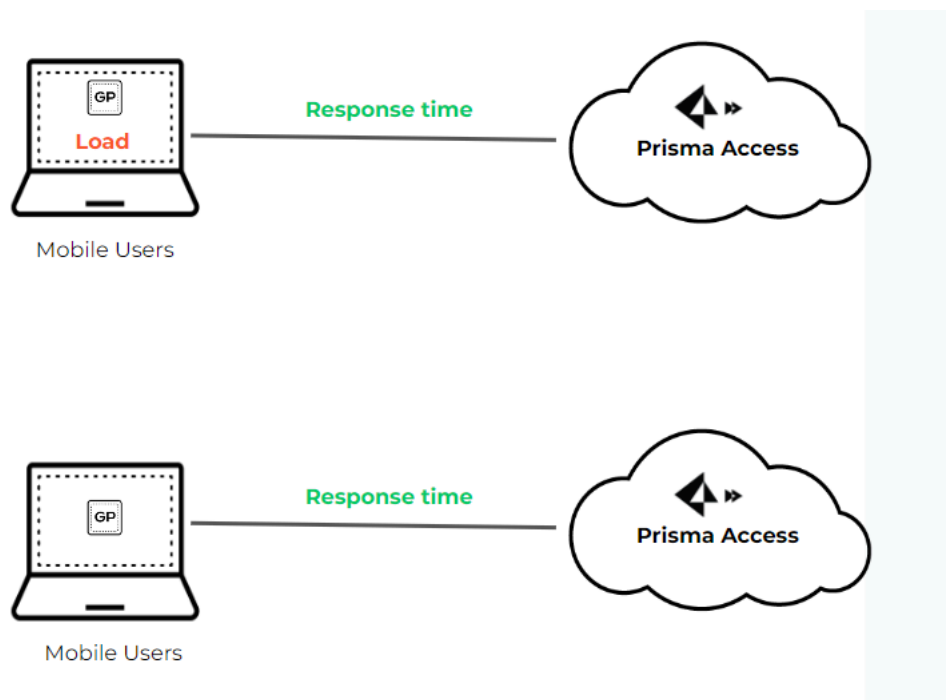 GP
Load
Response time
Prisma Access
Mobile Users
GP
Response time
Prisma Access
Mobile Users